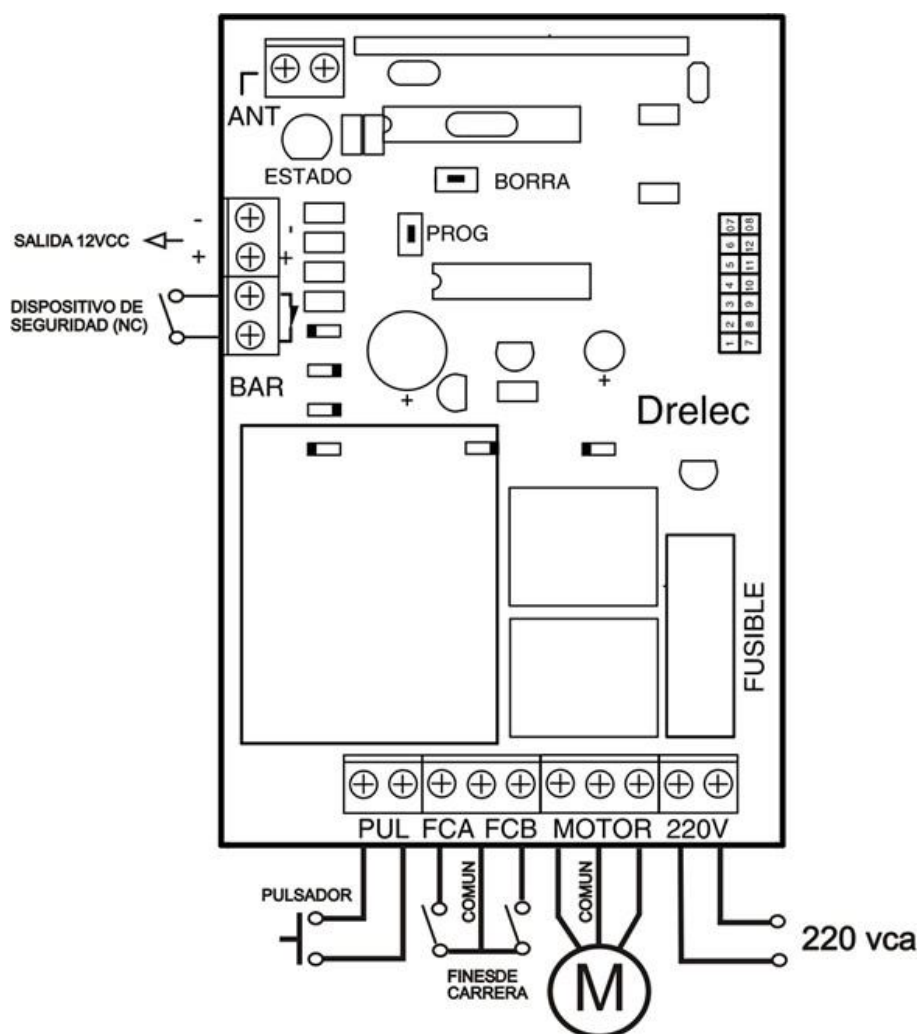 ANT
ESTADO
BORRA
PROG
SALIDA 12VCC
-
+
-
+
DISPOSITIVO DE
SEGURIDAD (NC)
BAR
07 08
6 12
5 11
4 10
3 9
2 8
1 7
+
+
Drelec
FUSIBLE
PUL FCA FCB MOTOR 220V
PULSADOR
COMUN
COMUN
FINESDE
CARRERA
M
220 vca